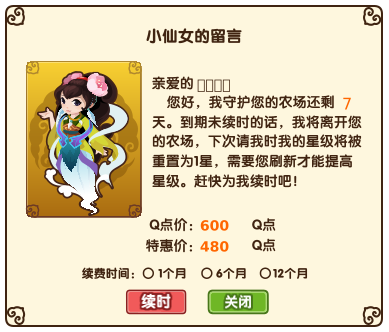 小仙女的留言
亲爱的 □□□□
您好，我守护您的农场还剩 7
天。到期未续时的话，我将离开您
的农场，下次请我时我的星级将被
重置为1星，需要您刷新才能提高
星级。赶快为我续时吧！
Q点价：600 Q点
特惠价：480 Q点
续费时间： 1个月 6个月 12个月
续时 关闭